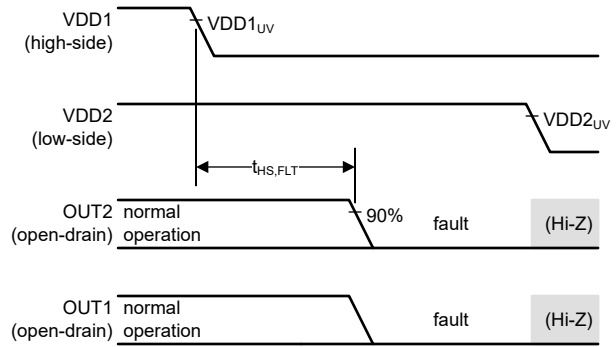 VDD1
(high-side)
VDD1UV
VDD2
(low-side)
VDD2UV
tHS,FLT
OUT2
(open-drain)
normal
operation
90%
fault
(Hi-Z)
OUT1
(open-drain)
normal
operation
fault
(Hi-Z)